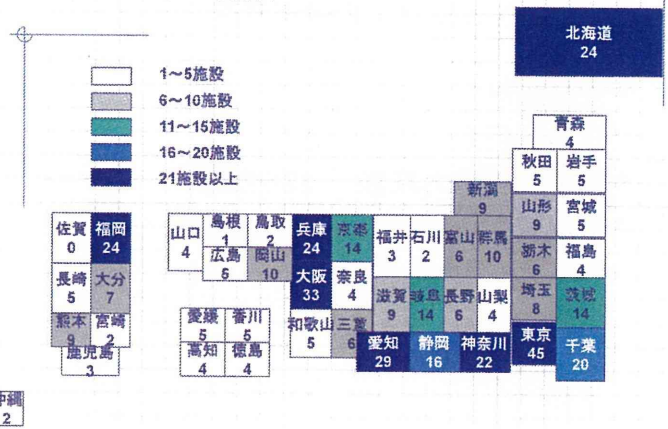 北海道
24
1～5施設
6～10施設
11～15施設
16～20施設
21施設以上
青森
4
秋田
5
岩手
5
新潟
9
山形
9
宮城
5
佐賀
0
福岡
24
山口
4
島根
1
鳥取
2
兵庫
24
京都
14
福井
3
石川
2
富山
6
群馬
10
栃木
6
福島
4
広島
5
岡山
10
長崎
5
大分
7
大阪
33
奈良
4
滋賀
9
岐阜
14
長野
6
山梨
4
埼玉
8
茨城
14
熊本
9
宮崎
2
愛媛
5
香川
5
和歌山
5
三重
6
愛知
29
静岡
16
神奈川
22
東京
45
千葉
20
鹿児島
3
高知
4
徳島
4
沖縄
2